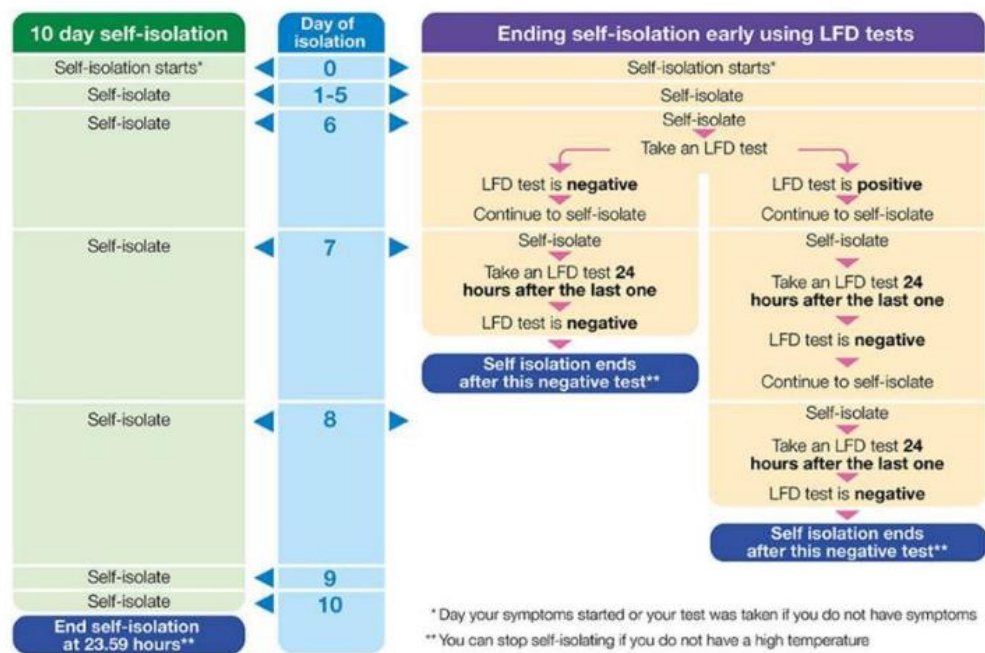 10 day self-isolation
Self-isolation starts*
Self-isolate
Self-isolate
Self-isolate
Self-isolate
Self-isolate
Self-isolate
End self-isolation
at 23.59 hours**
Day of
isolation
0
1-5
6
7
8
9
10
Ending self-isolation early using LFD tests
Self-isolation starts*
Self-isolate
Self-isolate
Take an LFD test
LFD test is negative
Continue to self-isolate
Self-isolate
Take an LFD test 24
hours after the last one
LFD test is negative
Self isolation ends
after this negative test**
LFD test is positive
Continue to self-isolate
Self-isolate
Take an LFD test 24
hours after the last one
LFD test is negative
Continue to self-isolate
Self-isolate
Take an LFD test 24
hours after the last one
LFD test is negative
Self isolation ends
after this negative test**
* Day your symptoms started or your test was taken if you do not have symptoms
** You can stop self-isolating if you do not have a high temperature